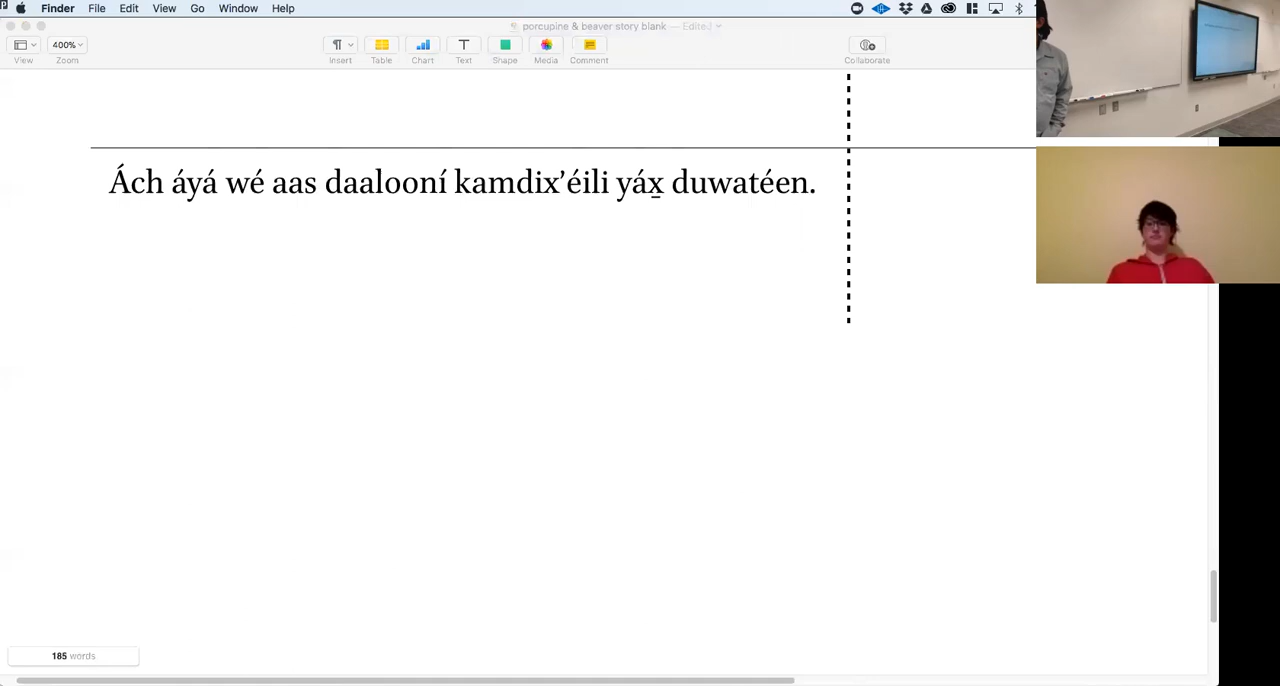 Finder File Edit View Go Window Help
porcupine & beaver story blank — Edited
400%
View Zoom Insert Table Chart Text Shape Media Comment Collaborate
Ách áyá wé aas daalooní kamdix’éili yáx̱ duwatéen.
185 words